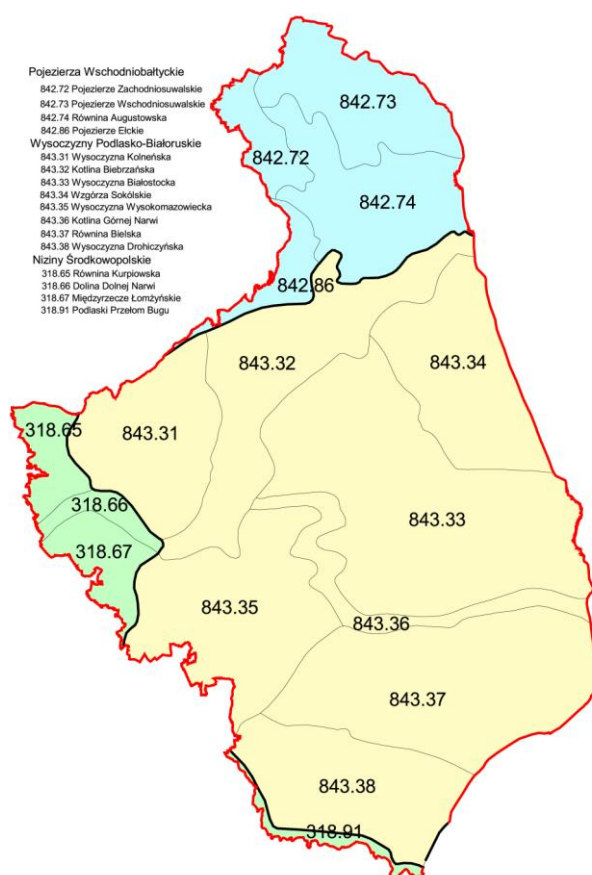 Pojezierza Wschodniobałtyckie
842.72 Pojezierze Zachodniosuwalskie
842.73 Pojezierze Wschodniosuwalskie
842.74 Równina Augustowska
842.86 Pojezierze Ełckie
Wysoczyzny Podlasko-Białoruskie
843.31 Wysoczyzna Kolneńska
843.32 Kotlina Biebrzańska
843.33 Wysoczyzna Białostocka
843.34 Wzgórza Sokólskie
843.35 Wysoczyzna Wysokomazowiecka
843.36 Kotlina Górnej Narwi
843.37 Równina Bielska
843.38 Wysoczyzna Drohiczyńska
Niziny Środkowopolskie
318.65 Równina Kurpiowska
318.66 Dolina Dolnej Narwi
318.67 Międzyrzecze Łomżyńskie
318.91 Podlaski Przełom Bugu
842.73
842.72
842.74
842.86
843.32
843.34
318.65
843.31
318.66
843.33
318.67
843.35
843.36
843.37
843.38
318.91